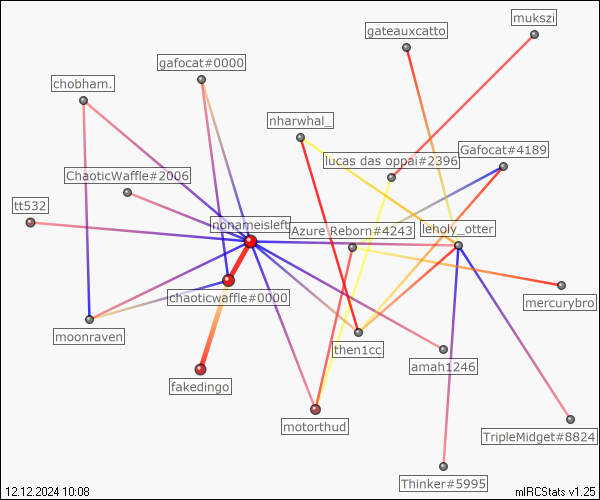 mukszi
gateauxcatto
gafocat#0000
chobham.
nharwhal_
Gafocat#4189
lucas das oppai#2396
ChaoticWaffle#2006
tt532
nonameisleft
Azure_Reborn#4243
leholy_otter
chaoticwaffle#0000
mercurybro
moonraven
then1cc
amah1246
fakedingo
motorthud
TripleMidget#8824
Thinker#5995
12.12.2024 10:08
mIRCStats v1.25